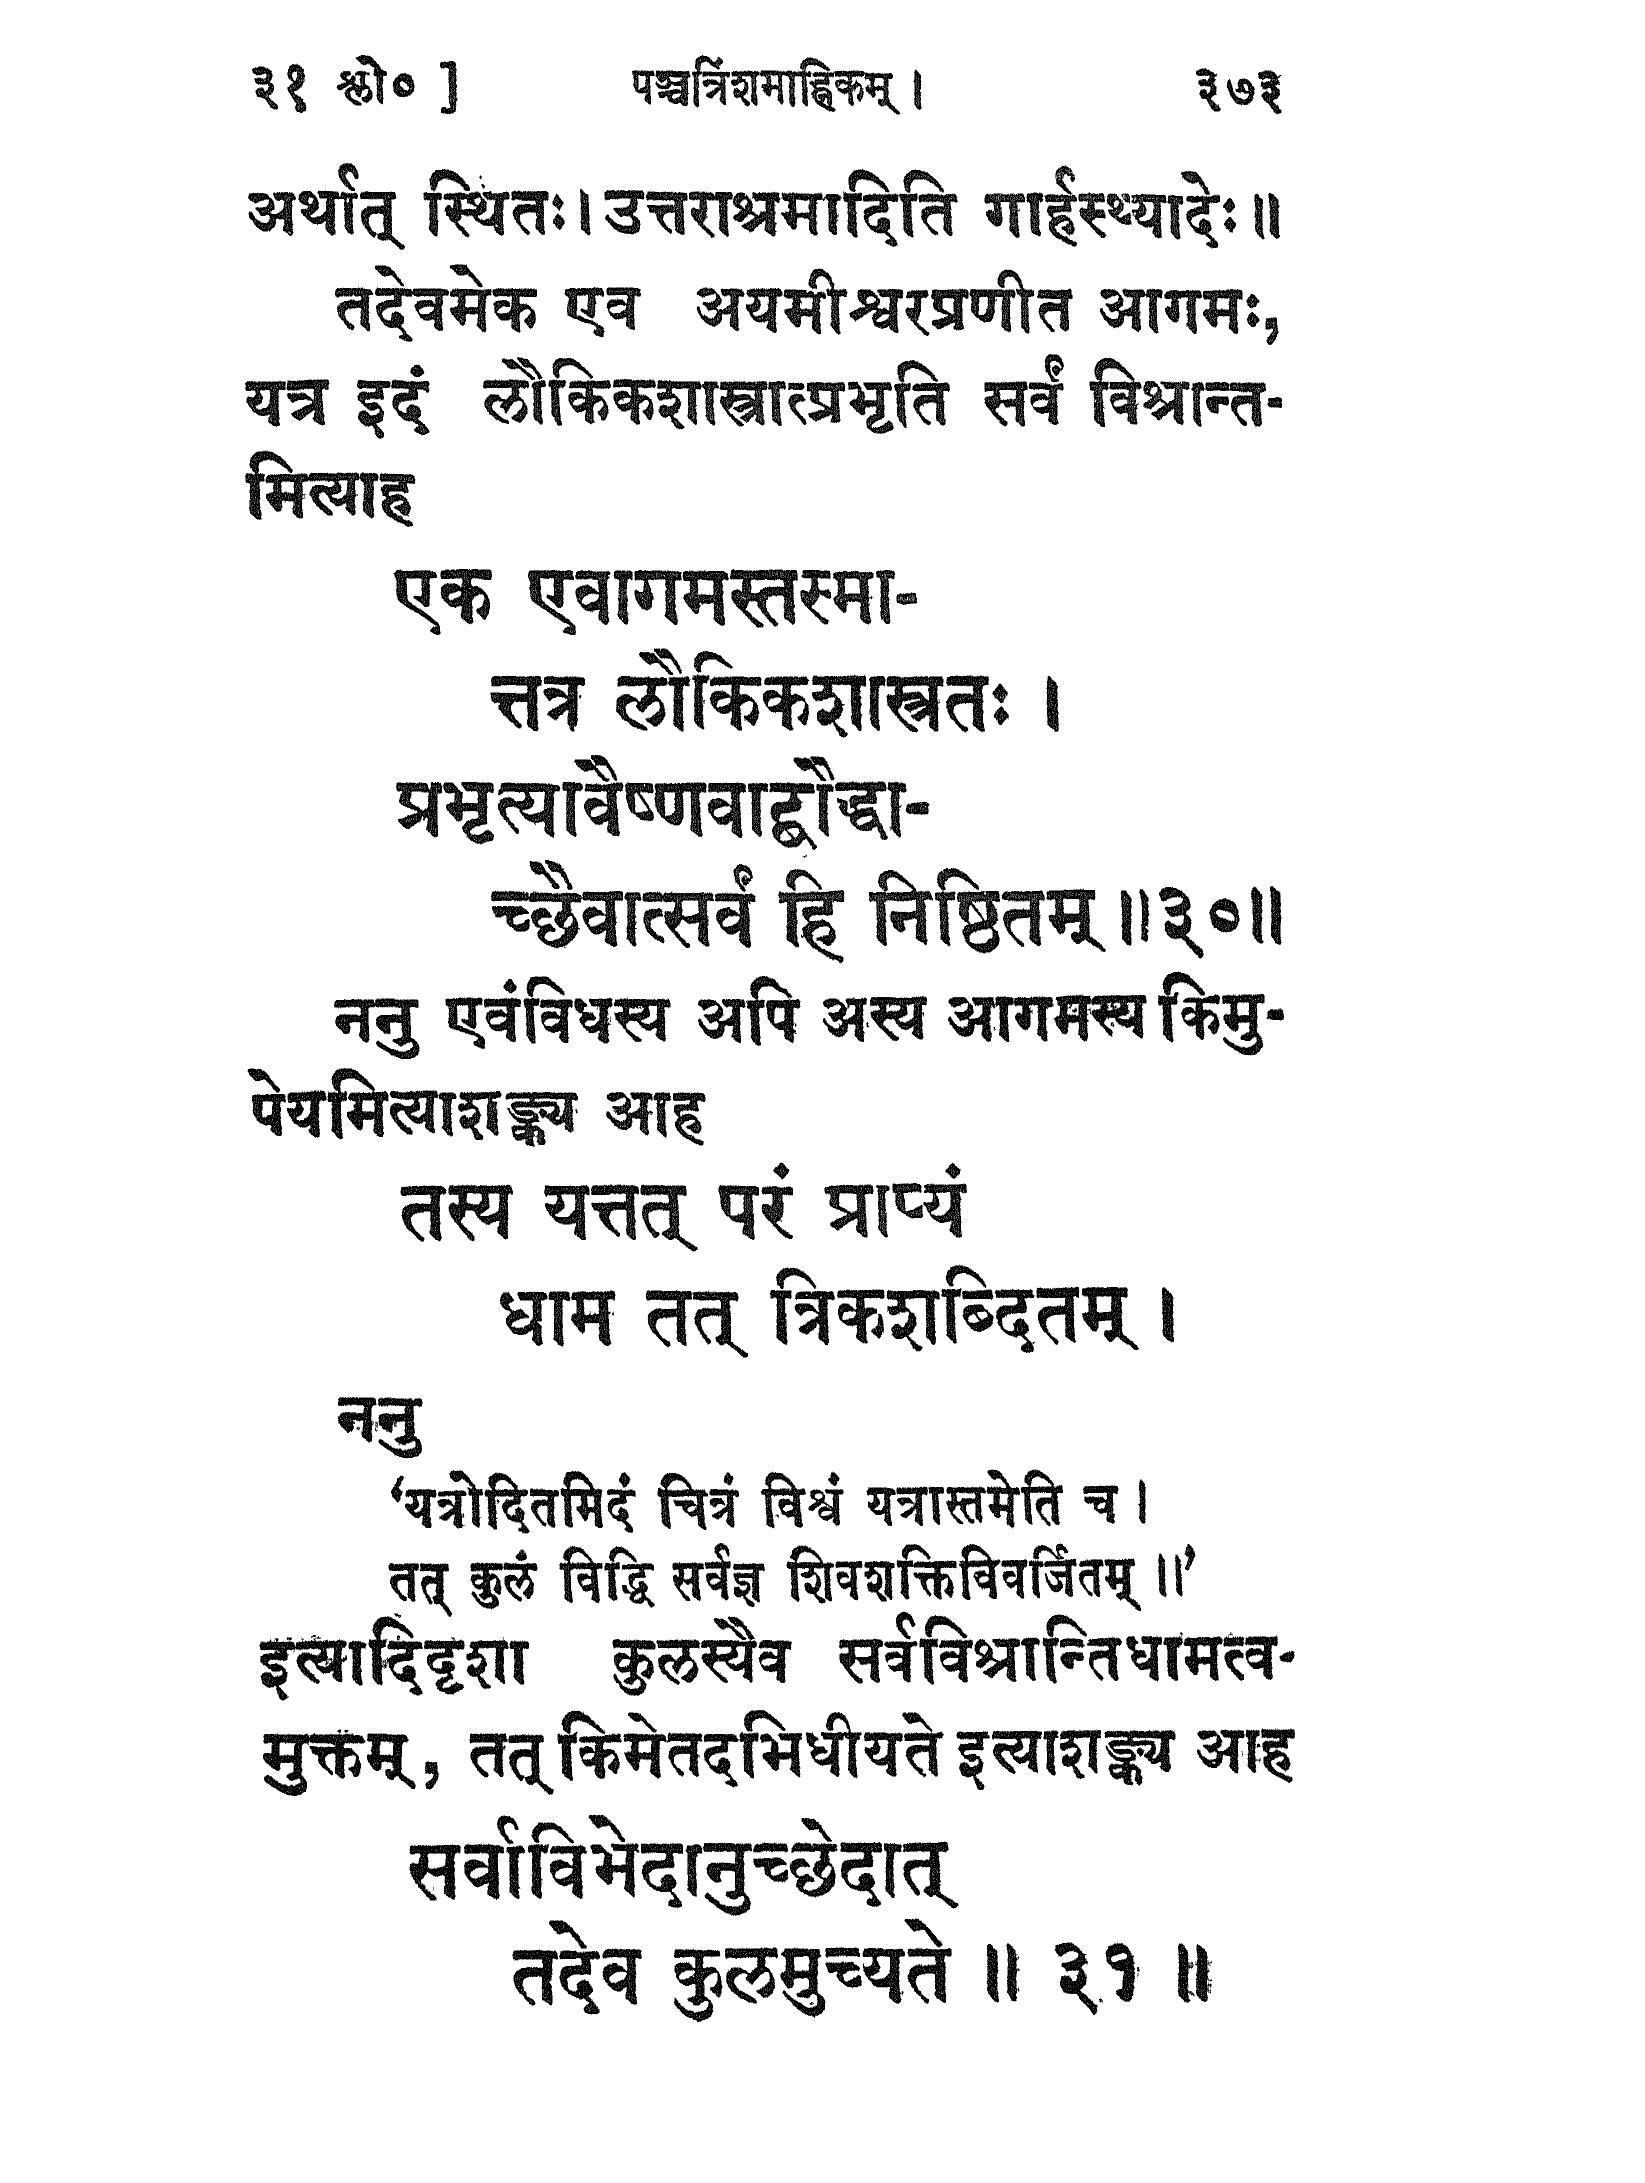 ३१ श्लो० ]
पञ्चत्रिंशमाह्निकम् ।
३७३
अर्थात् स्थितः। उत्तराश्रमादिति गार्हस्थ्यादेः॥
तदेवमेक एव अयमीश्वरप्रणीत आगमः,
यत्र इदं लौकिकशास्त्रात्प्रभृति सर्वं विश्रान्त-
मित्याह
एक एवागमस्तस्मा-
त्तत्र लौकिकशास्त्रतः ।
प्रभृत्यावैष्णवाद्बौद्धा-
च्छैवात्सर्वं हि निष्ठितम् ॥३०॥
ननु एवंविधस्य अपि अस्य आगमस्य किमु-
पेयमित्याशङ्क्य आह
तस्य यत्तत् परं प्राप्यं
धाम तत् त्रिकशब्दितम् ।
ननु
‘यत्रोदितमिदं चित्रं विश्वं यत्रास्तमेति च ।
तत् कुलं विद्धि सर्वज्ञ शिवशक्तिविवर्जितम् ॥’
इत्यादिदृशा कुलस्यैव सर्वविश्रान्तिधामत्व-
मुक्तम्, तत् किमेतदभिधीयते इत्याशङ्क्य आह
सर्वाविभेदानुच्छेदात्
तदेव कुलमुच्यते ॥ ३१ ॥